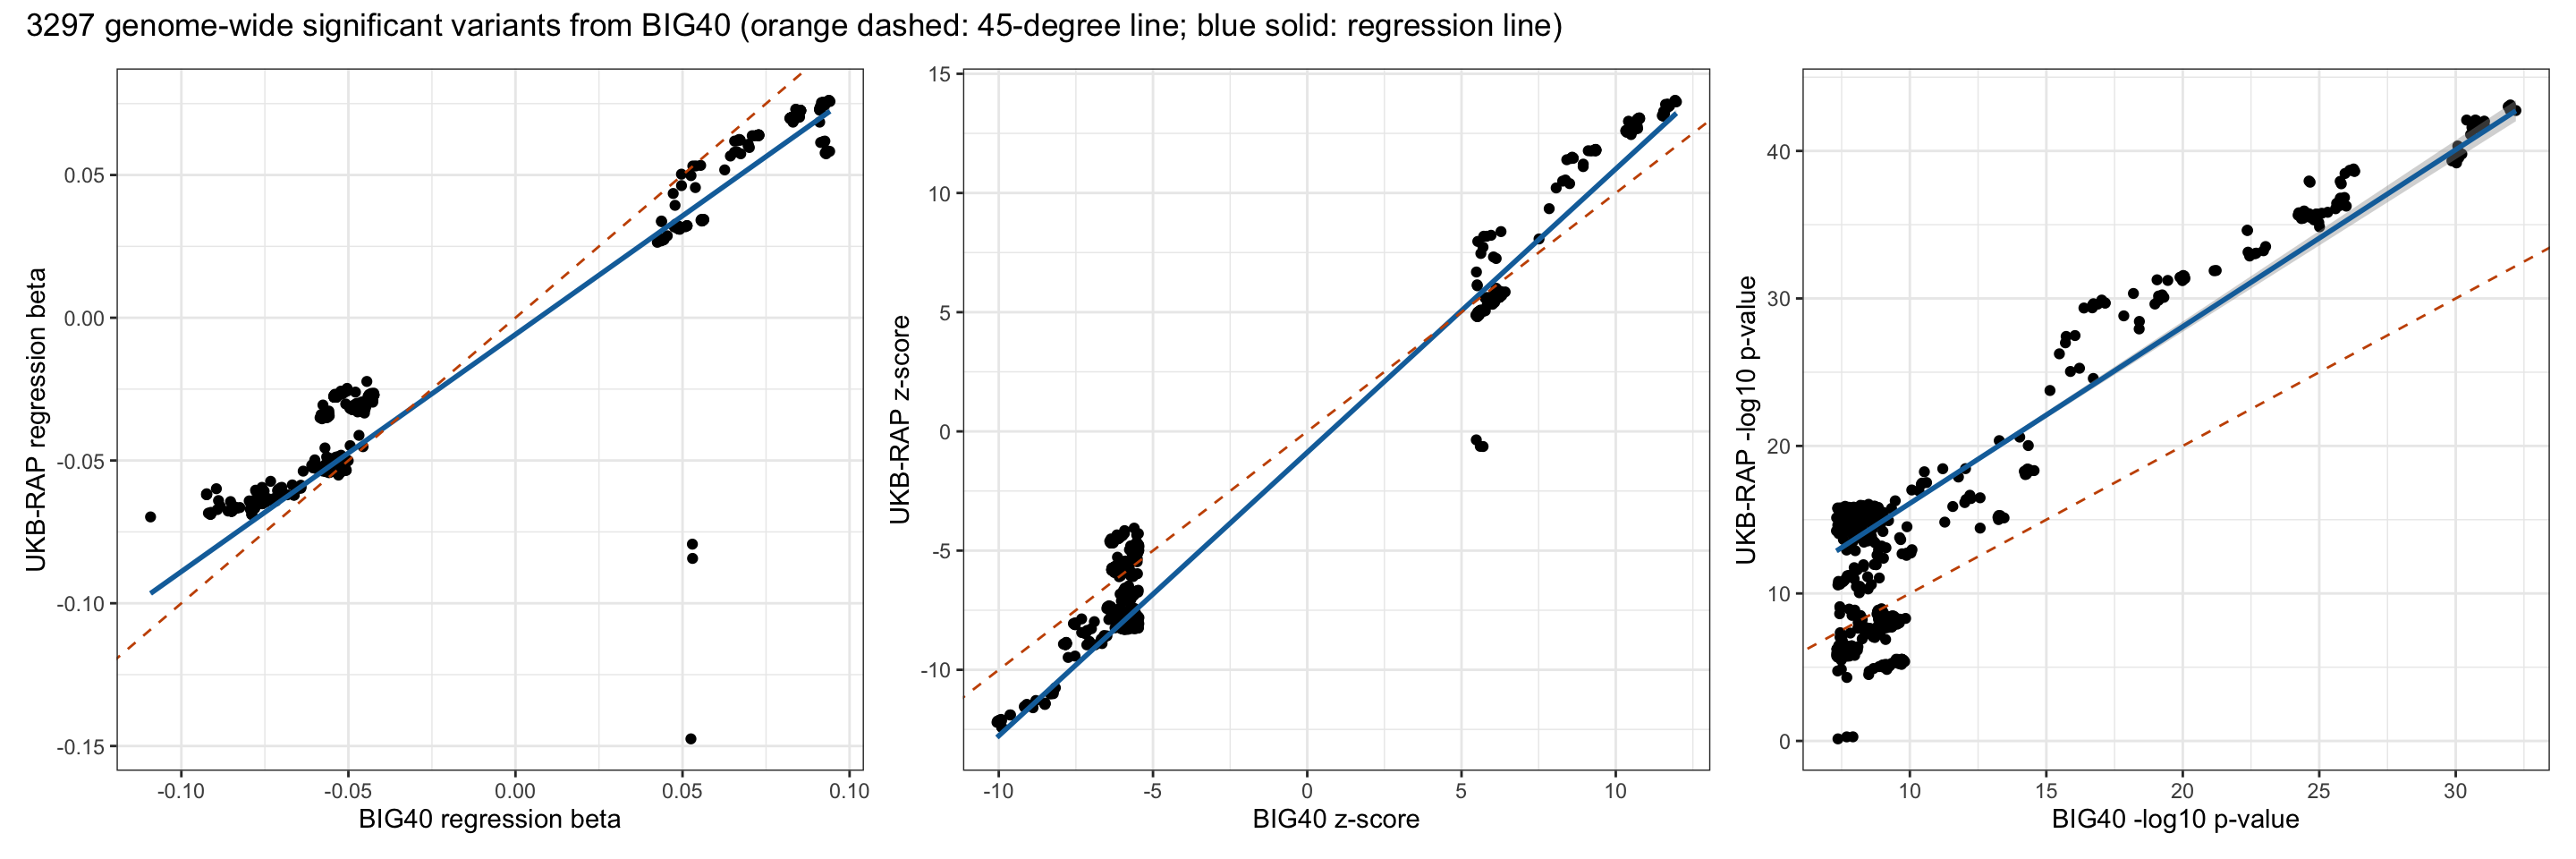 3297 genome-wide significant variants from BIG40 (orange dashed: 45-degree line; blue solid: regression line)
UKB-RAP regression beta
0.05
0.00
-0.05
-0.10
-0.15
-0.10 -0.05 0.00 0.05 0.10
BIG40 regression beta
UKB-RAP z-score
15
10
5
0
-5
-10
-10 -5 0 5 10
BIG40 z-score
UKB-RAP -log10 p-value
40
30
20
10
0
10 15 20 25 30
BIG40 -log10 p-value